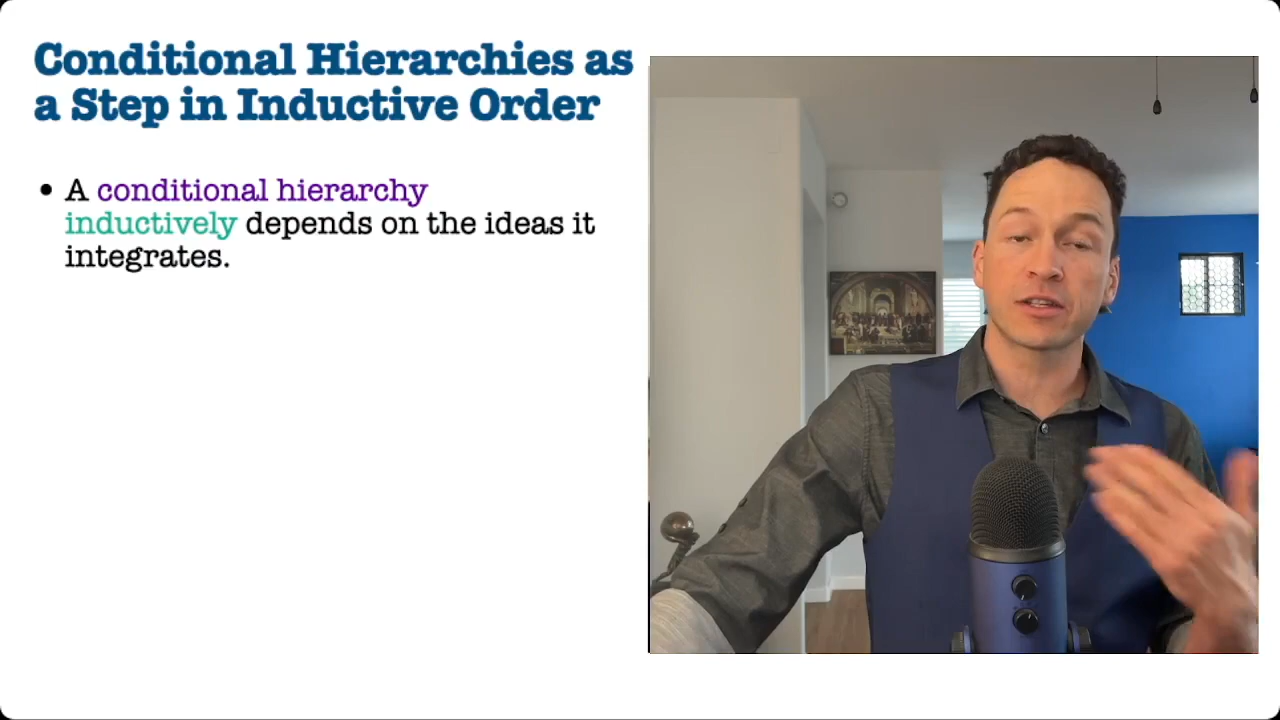 Conditional Hierarchies as
a Step in Inductive Order
• A conditional hierarchy
inductively depends on the ideas it
integrates.